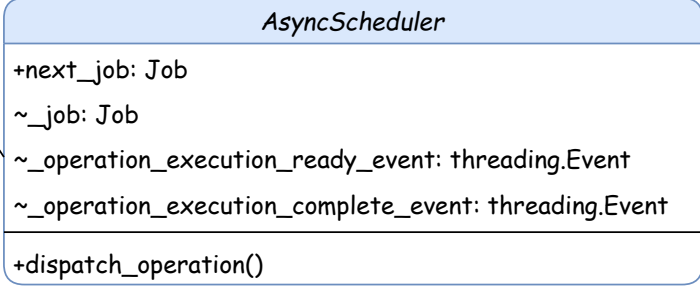 AsyncScheduler
+next_job: Job
~_job: Job
~_operation_execution_ready_event: threading.Event
~_operation_execution_complete_event: threading.Event
+dispatch_operation()